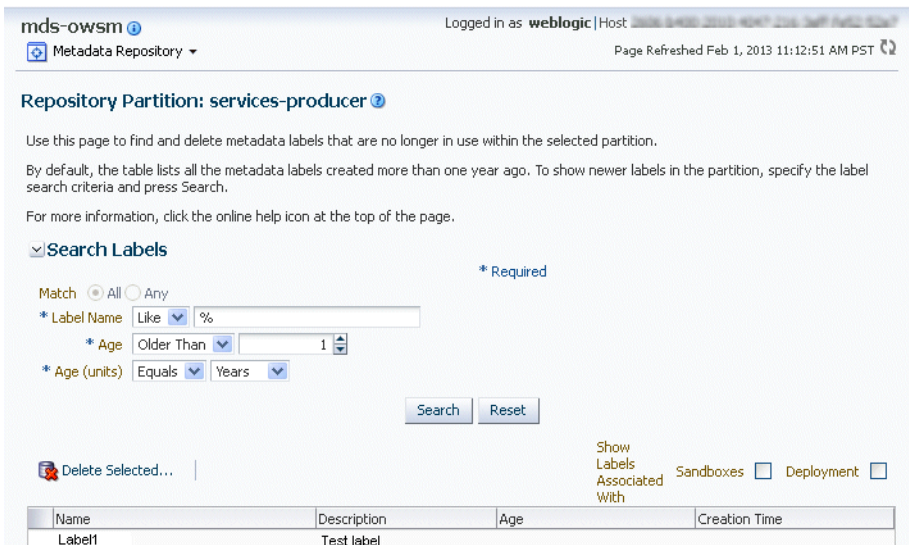 mds-owsm
Logged in as weblogic|Host
Metadata Repository
Page Refreshed Feb 1, 2013 11:12:51 AM PST
Repository Partition: services-producer
Use this page to find and delete metadata labels that are no longer in use within the selected partition.
By default, the table lists all the metadata labels created more than one year ago. To show newer labels in the partition, specify the label
search criteria and press Search.
For more information, click the online help icon at the top of the page.
Search Labels
* Required
Match All Any
* Label Name Like %
* Age Older Than 1
* Age (units) Equals Years
Search Reset
Delete Selected...
Show
Labels
Associated
With
Sandboxes Deployment
Name Description Age Creation Time
Label1 Test label